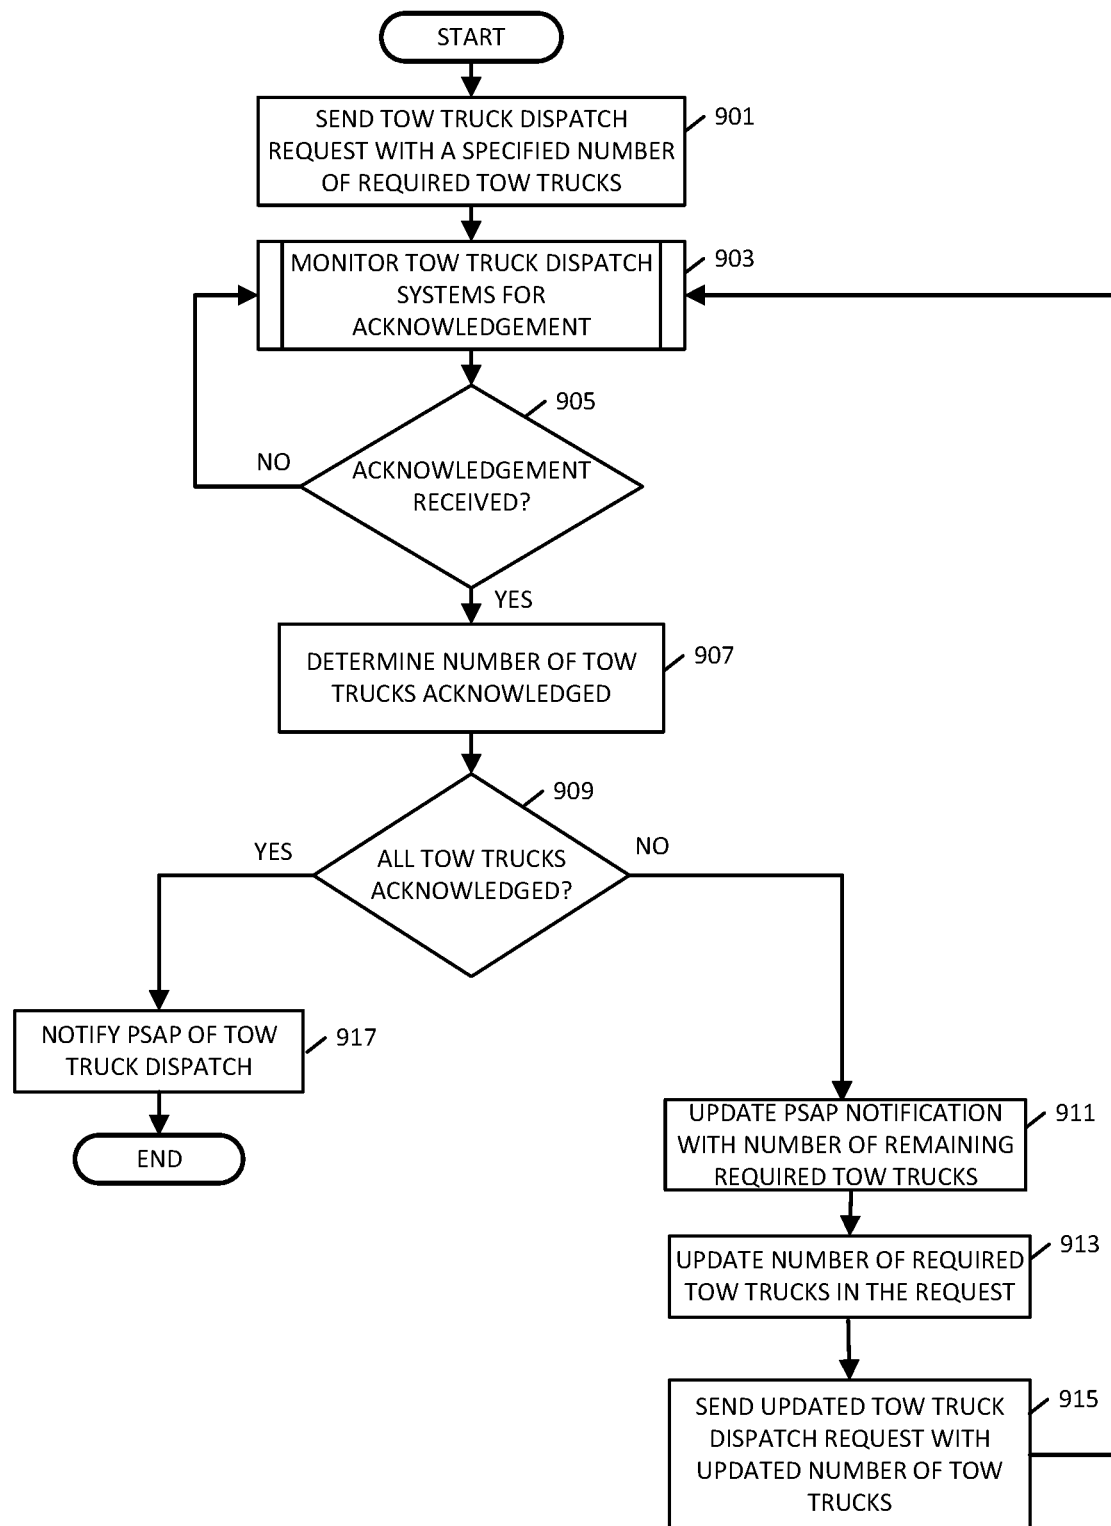 START
SEND TOW TRUCK DISPATCH
REQUEST WITH A SPECIFIED NUMBER
OF REQUIRED TOW TRUCKS
901
MONITOR TOW TRUCK DISPATCH
SYSTEMS FOR
ACKNOWLEDGEMENT
903
905
ACKNOWLEDGEMENT
RECEIVED?
NO
YES
DETERMINE NUMBER OF TOW
TRUCKS ACKNOWLEDGED
907
909
ALL TOW TRUCKS
ACKNOWLEDGED?
YES
NO
NOTIFY PSAP OF TOW
TRUCK DISPATCH
917
END
UPDATE PSAP NOTIFICATION
WITH NUMBER OF REMAINING
REQUIRED TOW TRUCKS
911
UPDATE NUMBER OF REQUIRED
TOW TRUCKS IN THE REQUEST
913
SEND UPDATED TOW TRUCK
DISPATCH REQUEST WITH
UPDATED NUMBER OF TOW
TRUCKS
915